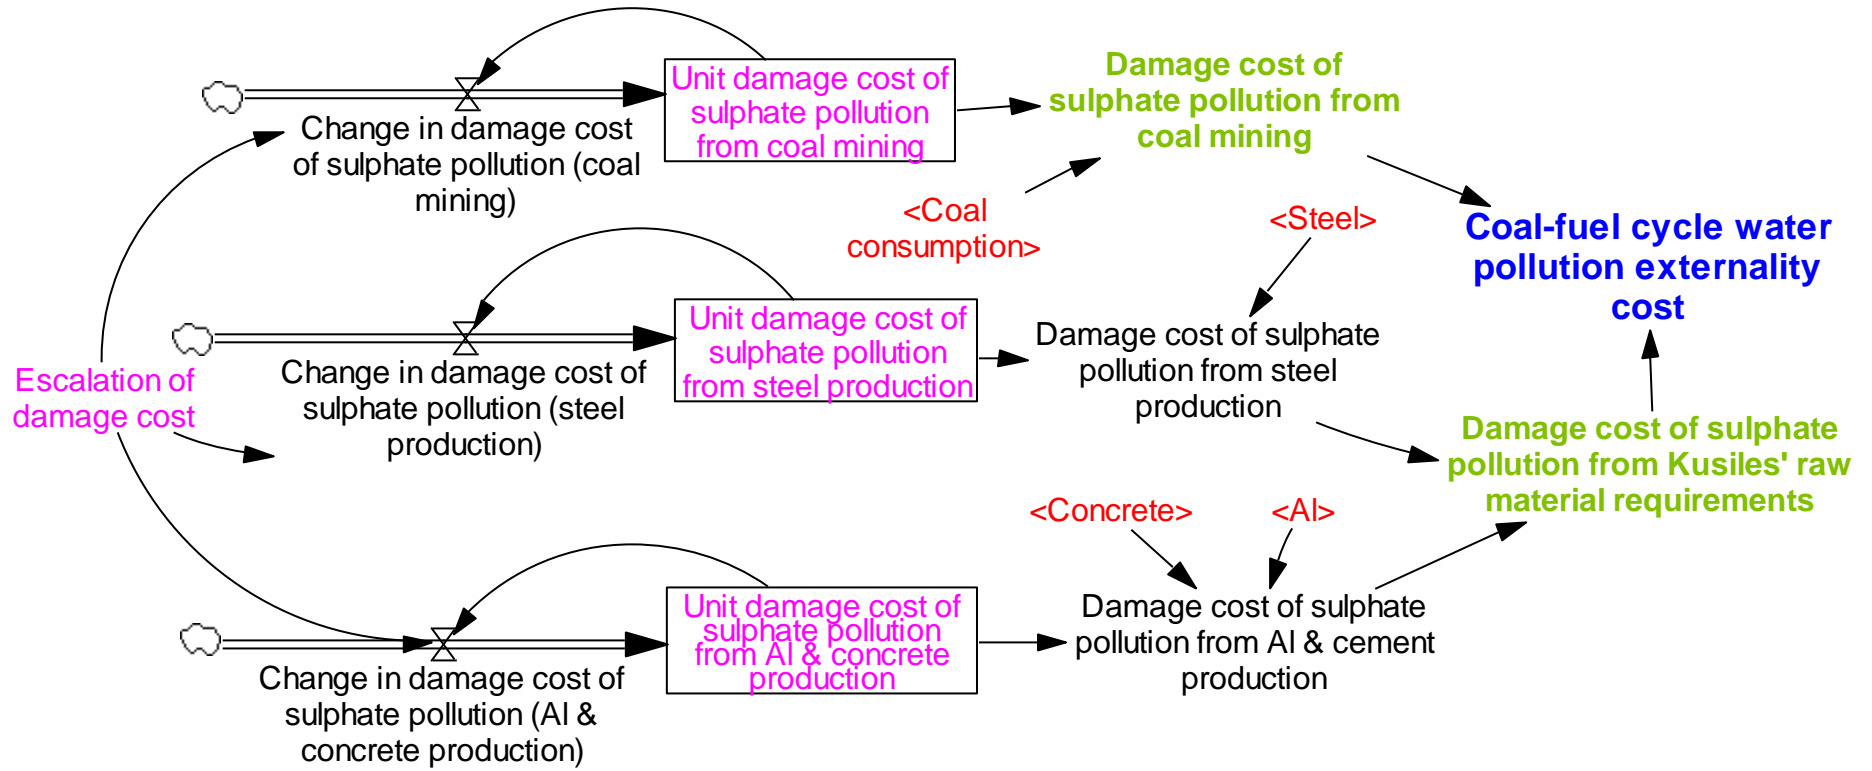 Unit damage cost of
sulphate pollution
from coal mining
Damage cost of
sulphate pollution from
coal mining
Change in damage cost
of sulphate pollution (coal
mining)
<Coal
consumption>
<Steel>
Coal-fuel cycle water
pollution externality
cost
Unit damage cost of
sulphate pollution
from steel production
Damage cost of sulphate
pollution from steel
production
Escalation of
damage cost
Change in damage cost of
sulphate pollution (steel
production)
Damage cost of sulphate
pollution from Kusiles' raw
material requirements
<Concrete>
<Al>
Unit damage cost of
sulphate pollution
from Al & concrete
production
Damage cost of sulphate
pollution from Al & cement
production
Change in damage cost of
sulphate pollution (Al &
concrete production)